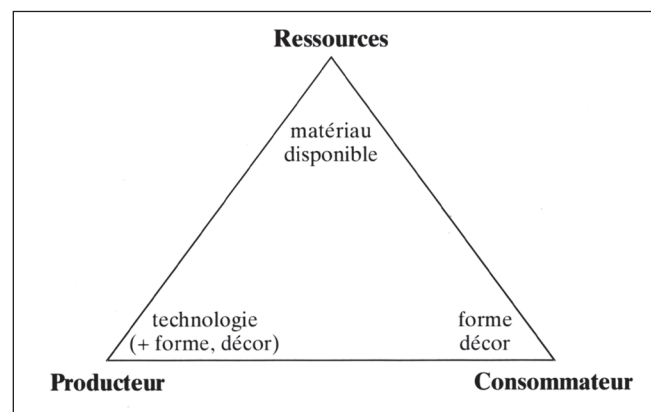 Ressources
matériau
disponible
technologie
(+ forme, décor)
forme
décor
Producteur
Consommateur